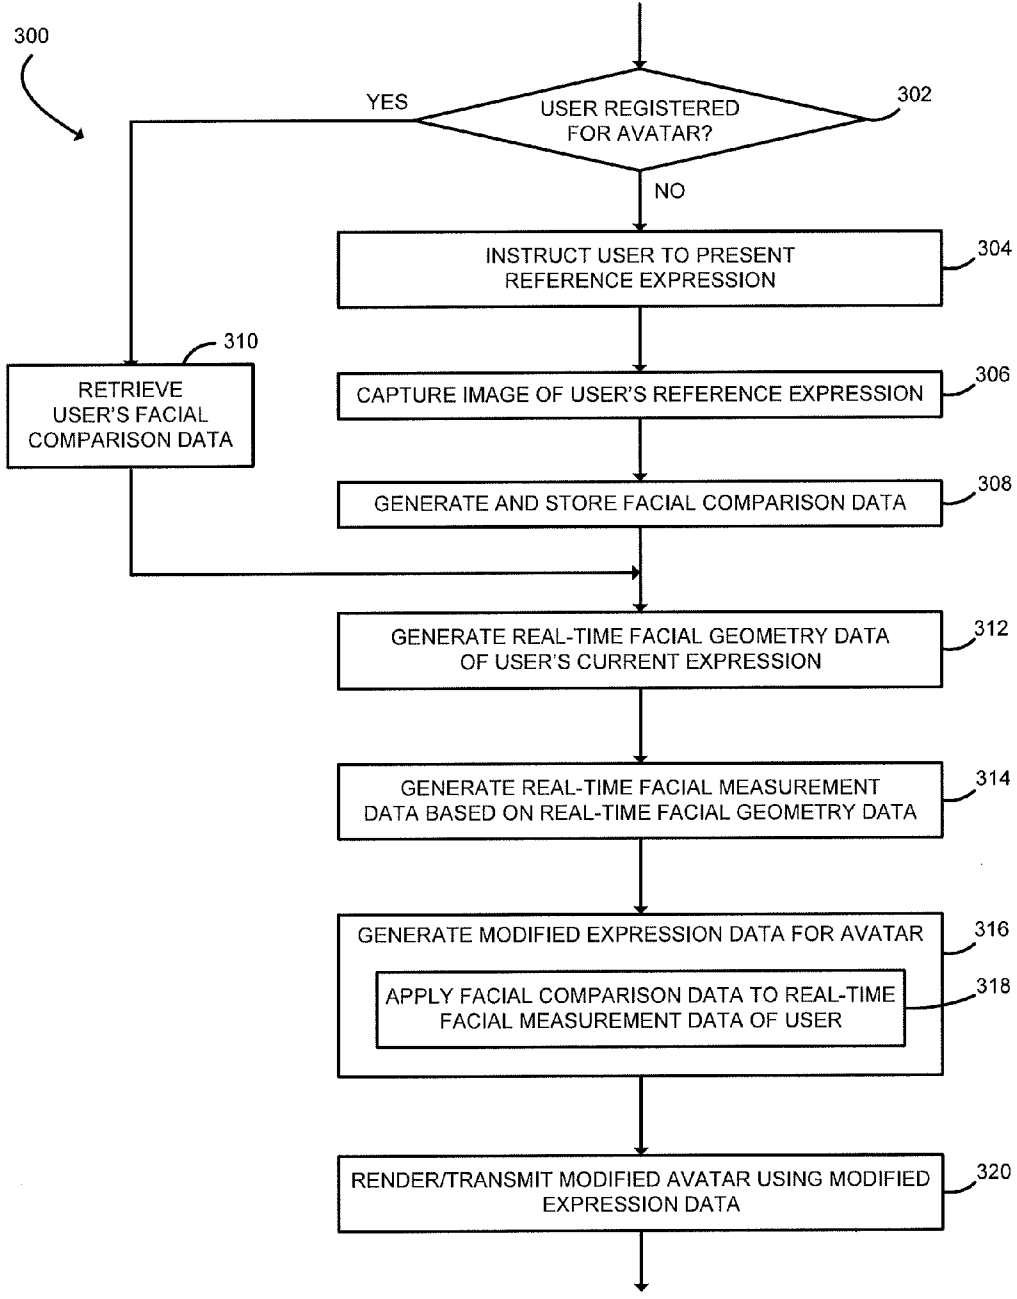 300
302
YES
USER REGISTERED
FOR AVATAR?
NO
304
INSTRUCT USER TO PRESENT
REFERENCE EXPRESSION
310
RETRIEVE
USER'S FACIAL
COMPARISON DATA
306
CAPTURE IMAGE OF USER'S REFERENCE EXPRESSION
308
GENERATE AND STORE FACIAL COMPARISON DATA
312
GENERATE REAL-TIME FACIAL GEOMETRY DATA
OF USER'S CURRENT EXPRESSION
314
GENERATE REAL-TIME FACIAL MEASUREMENT
DATA BASED ON REAL-TIME FACIAL GEOMETRY DATA
316
GENERATE MODIFIED EXPRESSION DATA FOR AVATAR
318
APPLY FACIAL COMPARISON DATA TO REAL-TIME
FACIAL MEASUREMENT DATA OF USER
320
RENDER/TRANSMIT MODIFIED AVATAR USING MODIFIED
EXPRESSION DATA